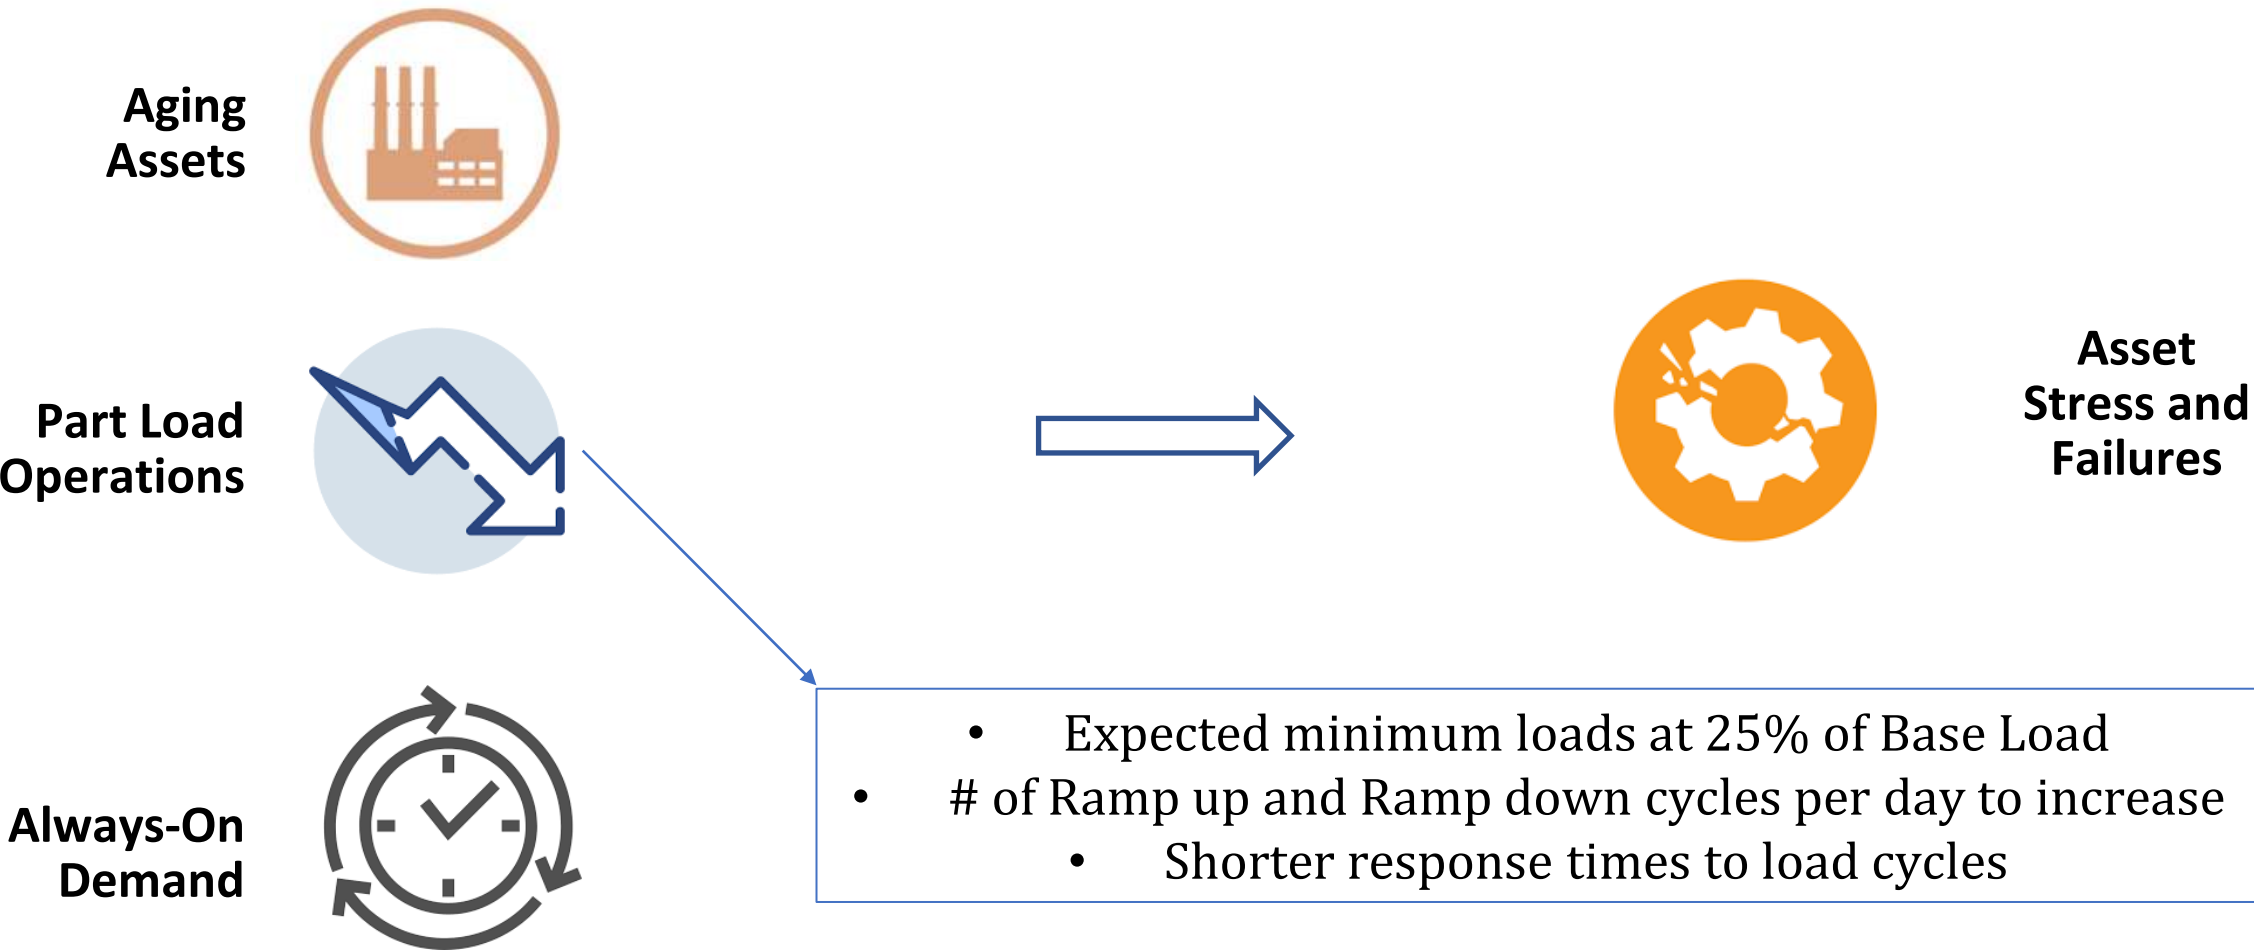 Aging
Assets
Part Load
Operations
Always-On
Demand
Asset
Stress and
Failures
• Expected minimum loads at 25% of Base Load
• # of Ramp up and Ramp down cycles per day to increase
• Shorter response times to load cycles